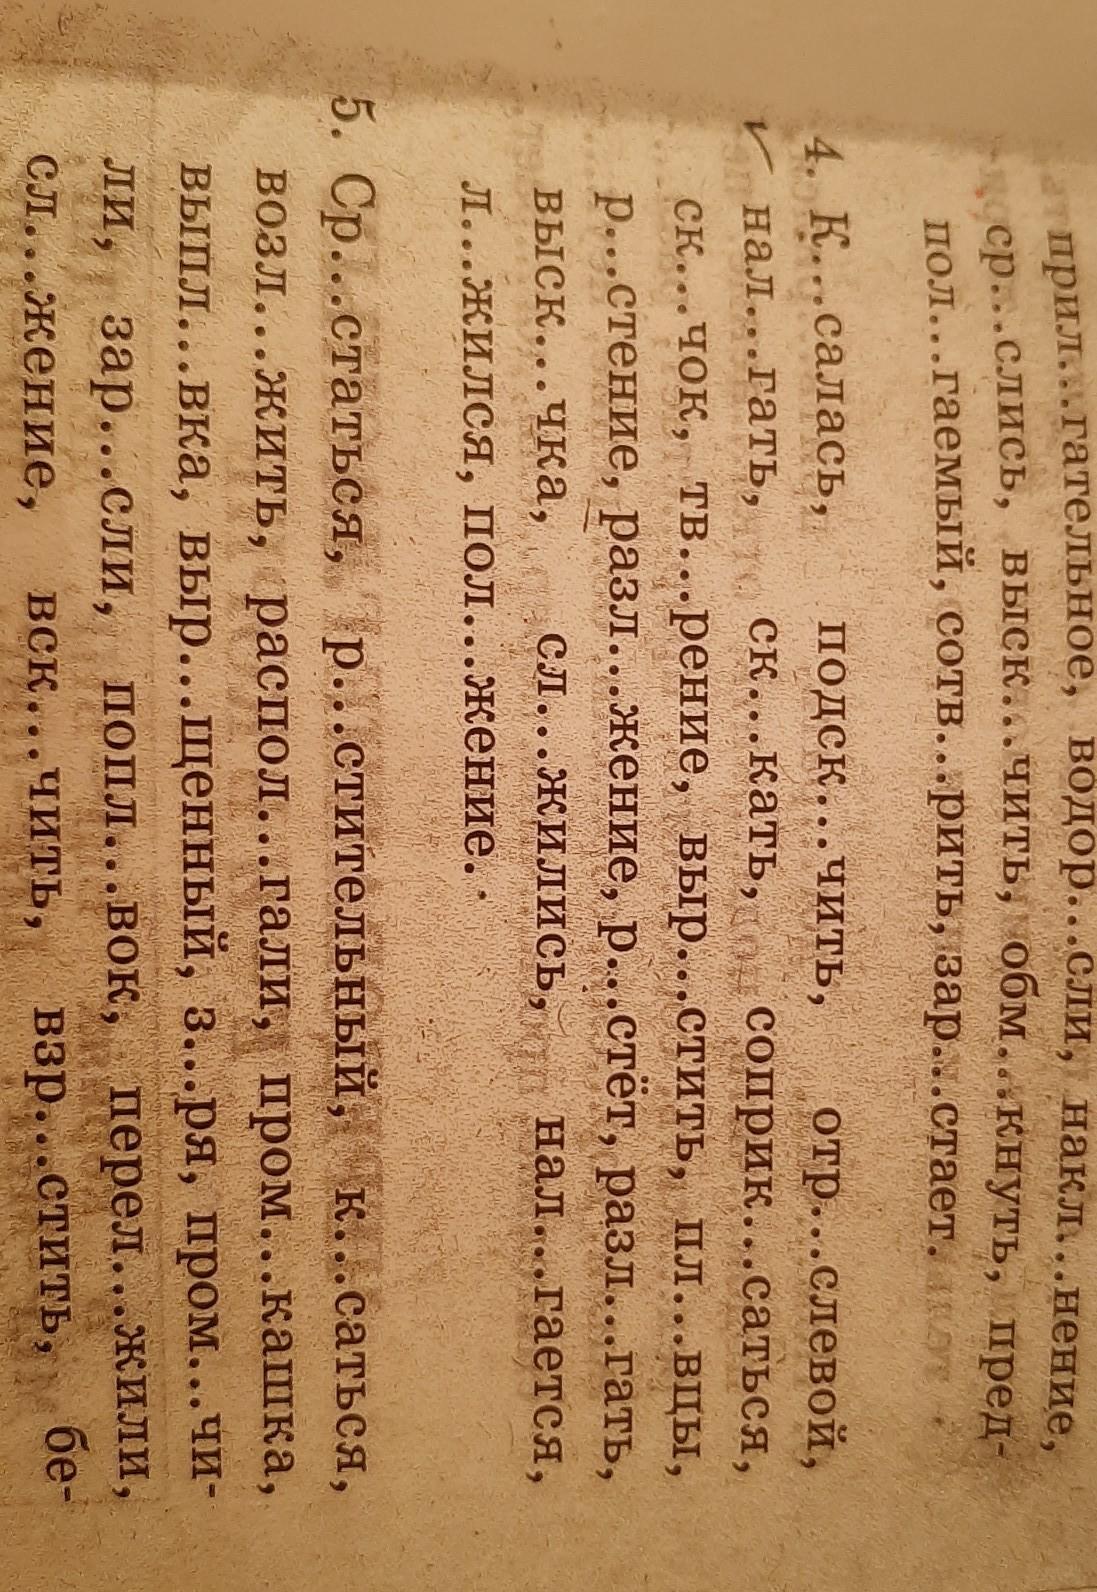 прил...гательное, водор...сли, накл...нение,
ср...слись, выск...чить, обм...кнуть, пред-
пол...гаемый, сотв...рить, зар...стает.
4. К...салась, подск...чить, отр...слевой,
нал...гать, ск...кать, соприк...саться,
ск...чок, тв...рение, выр...стить, пл...вцы,
р...стение, разл...жение, р...стёт, разл...гать,
выск...чка, сл...жились, нал...гается,
л...жился, пол...жение.
5. Ср...статься, р...стительный, к...саться,
возл...жить, распол...гали, пром...кашка,
выпл...вка, выр...щенный, з...ря, пром...чи-
ли, зар...сли, попл...вок, перел...жили,
сл...жение, вск...чить, взр...стить, бе-